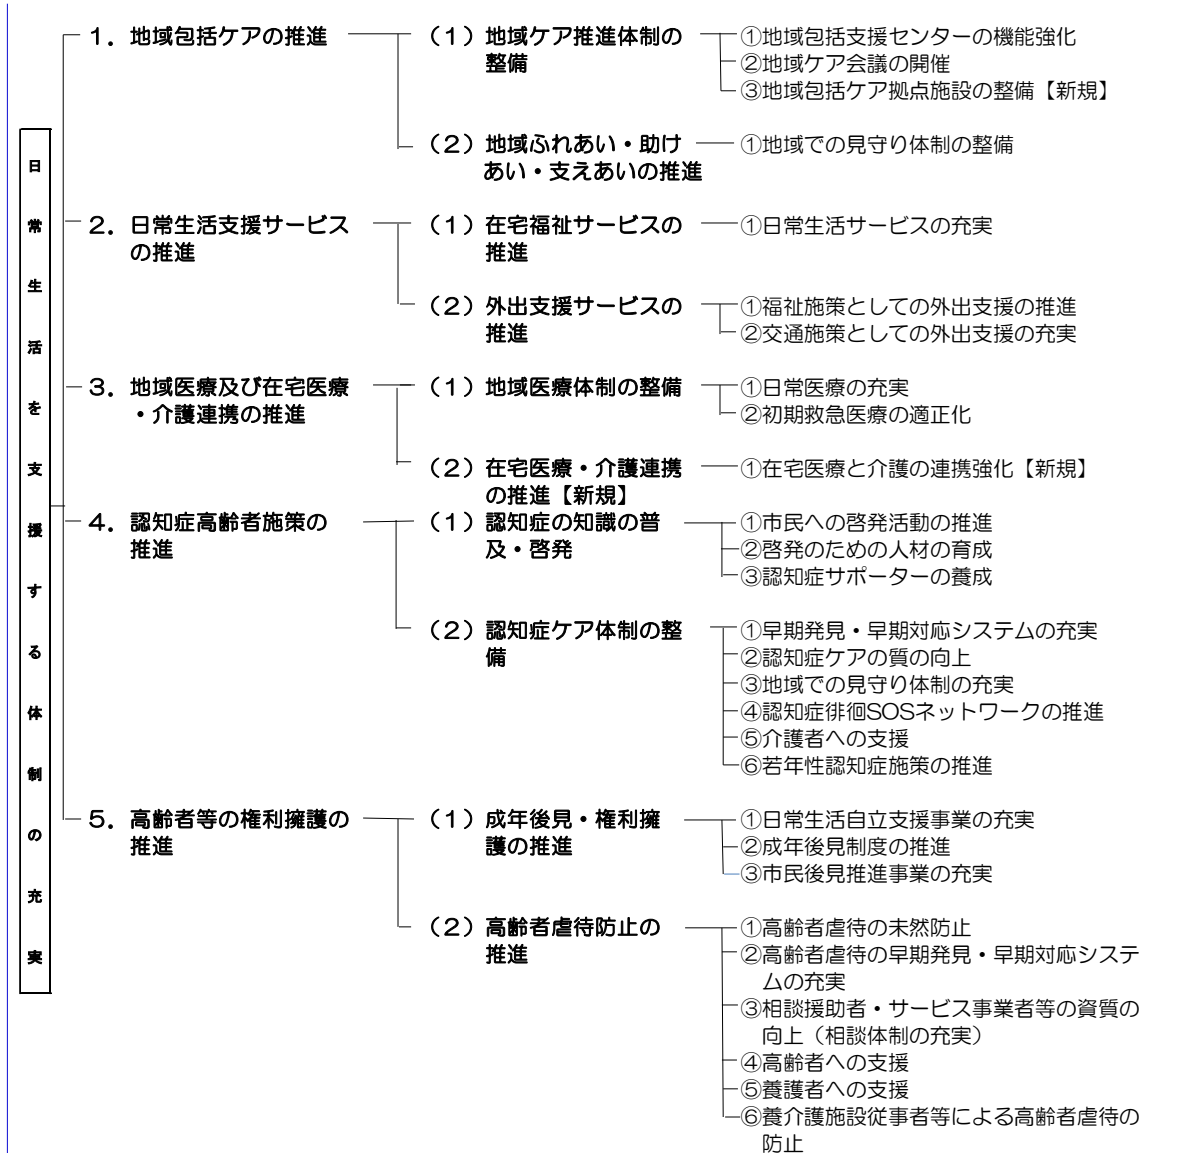 日常生活を支援する体制の充実
1．地域包括ケアの推進
（1）地域ケア推進体制の
整備
①地域包括支援センターの機能強化
②地域ケア会議の開催
③地域包括ケア拠点施設の整備【新規】
（2）地域ふれあい・助け
あい・支えあいの推進
①地域での見守り体制の整備
2．日常生活支援サービス
の推進
（1）在宅福祉サービスの
推進
①日常生活サービスの充実
（2）外出支援サービスの
推進
①福祉施策としての外出支援の推進
②交通施策としての外出支援の充実
3．地域医療及び在宅医療
・介護連携の推進
（1）地域医療体制の整備
①日常医療の充実
②初期救急医療の適正化
（2）在宅医療・介護連携
の推進【新規】
①在宅医療と介護の連携強化【新規】
4．認知症高齢者施策の
推進
（1）認知症の知識の普
及・啓発
①市民への啓発活動の推進
②啓発のための人材の育成
③認知症サポーターの養成
（2）認知症ケア体制の整
備
①早期発見・早期対応システムの充実
②認知症ケアの質の向上
③地域での見守り体制の充実
④認知症徘徊SOSネットワークの推進
⑤介護者への支援
⑥若年性認知症施策の推進
5．高齢者等の権利擁護の
推進
（1）成年後見・権利擁
護の推進
①日常生活自立支援事業の充実
②成年後見制度の推進
③市民後見推進事業の充実
（2）高齢者虐待防止の
推進
①高齢者虐待の未然防止
②高齢者虐待の早期発見・早期対応システ
ムの充実
③相談援助者・サービス事業者等の資質の
向上（相談体制の充実）
④高齢者への支援
⑤養護者への支援
⑥養介護施設従事者等による高齢者虐待の
防止